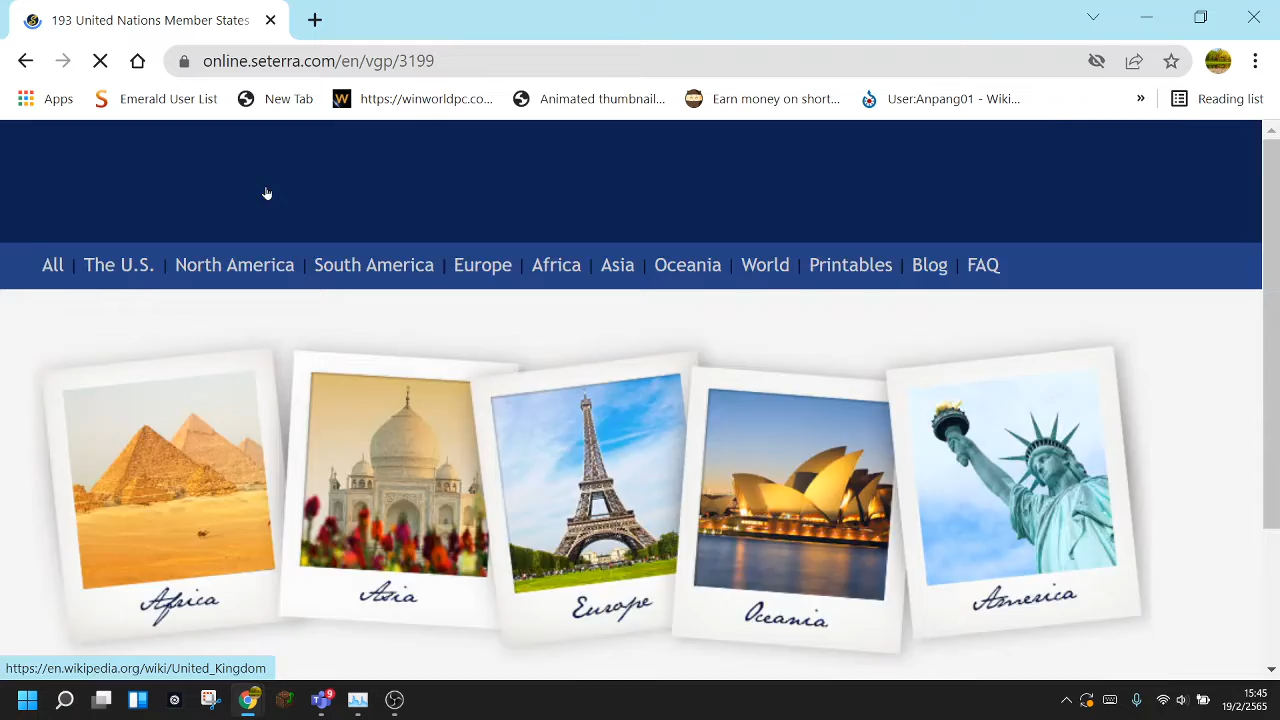 193 United Nations Member States
online.seterra.com/en/vgp/3199
Apps
Emerald User List
New Tab
https://winworldpc.co...
Animated thumbnail...
Earn money on short...
User:Anpang01 - Wiki...
»
Reading list
All | The U.S. | North America | South America | Europe | Africa | Asia | Oceania | World | Printables | Blog | FAQ
Africa
Asia
Europe
Oceania
America
https://en.wikipedia.org/wiki/United_Kingdom
9
15:45
19/2/2565